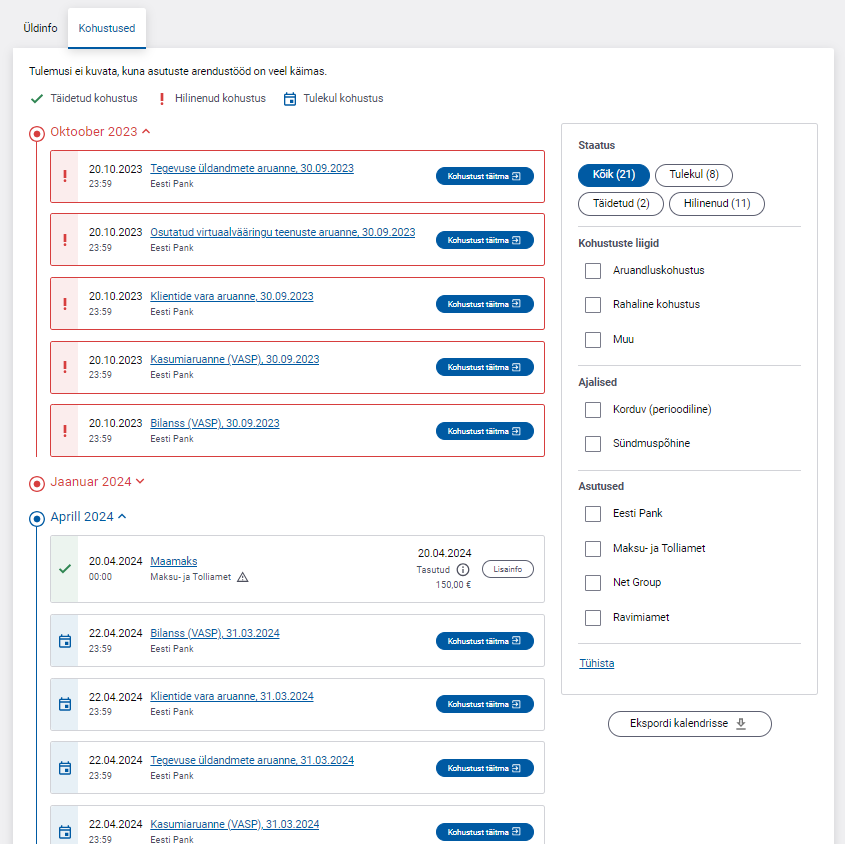 Üldinfo
Kohustused
Tulemusi ei kuvata, kuna asutuste arendustööd on veel käimas.
Täidetud kohustus
Hilinenud kohustus
Tulekul kohustus
Oktoober 2023
20.10.2023 Tegevuse üldandmete aruanne, 30.09.2023
23:59 Eesti Pank
Kohustust täitma
20.10.2023 Osutatud virtuaalvääringu teenuste aruanne, 30.09.2023
23:59 Eesti Pank
Kohustust täitma
20.10.2023 Klientide vara aruanne, 30.09.2023
23:59 Eesti Pank
Kohustust täitma
20.10.2023 Kasumiaruanne (VASP), 30.09.2023
23:59 Eesti Pank
Kohustust täitma
20.10.2023 Bilanss (VASP), 30.09.2023
23:59 Eesti Pank
Kohustust täitma
Jaanuar 2024
Aprill 2024
20.04.2024 Maamaks
00:00 Maksu- ja Tolliamet
20.04.2024
Tasutud
150,00 €
Lisainfo
22.04.2024 Bilanss (VASP), 31.03.2024
23:59 Eesti Pank
Kohustust täitma
22.04.2024 Klientide vara aruanne, 31.03.2024
23:59 Eesti Pank
Kohustust täitma
22.04.2024 Tegevuse üldandmete aruanne, 31.03.2024
23:59 Eesti Pank
Kohustust täitma
22.04.2024 Kasumiaruanne (VASP), 31.03.2024
23:59 Eesti Pank
Kohustust täitma
Staatus
Kõik (21)
Tulekul (8)
Täidetud (2)
Hilinenud (11)
Kohustuste liigid
Aruandluskohustus
Rahaline kohustus
Muu
Ajalised
Korduv (perioodiline)
Sündmuspõhine
Asutused
Eesti Pank
Maksu- ja Tolliamet
Net Group
Ravimiamet
Tühista
Ekspordi kalendrisse